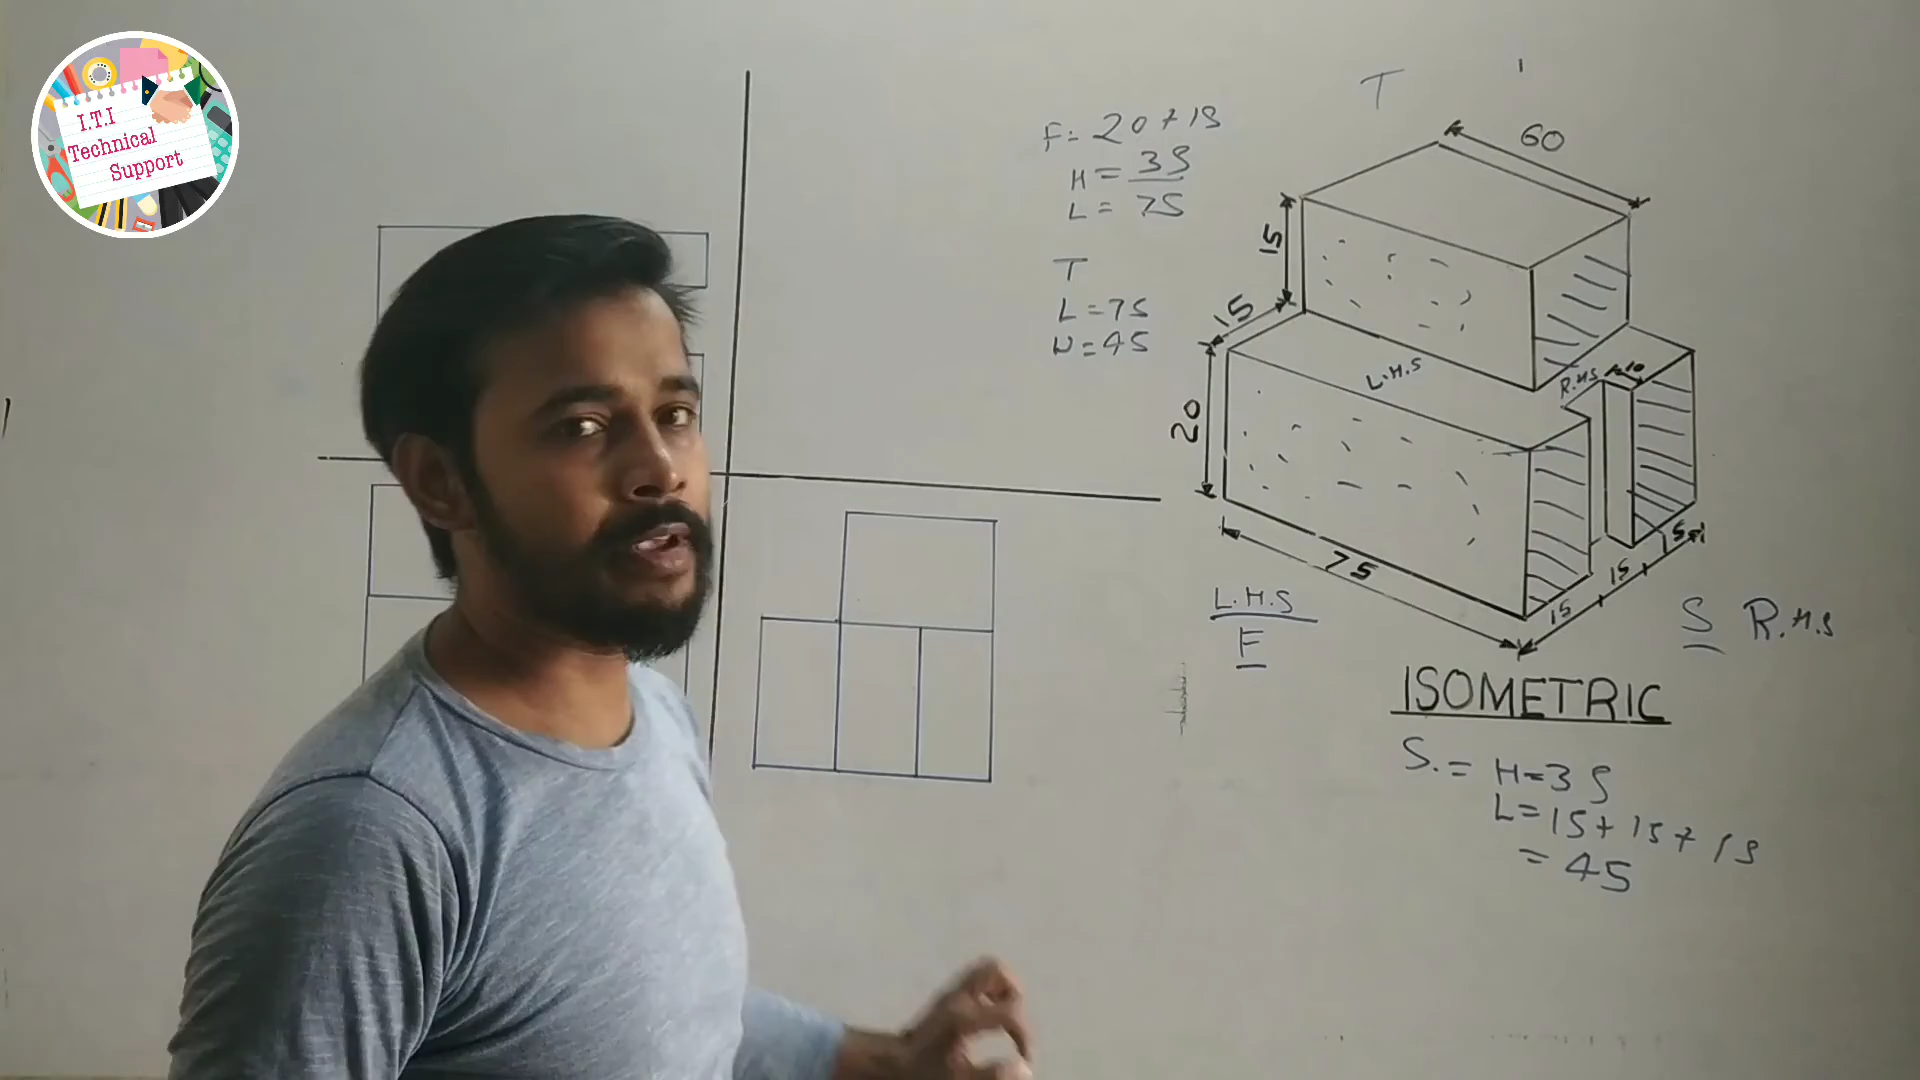 I.T.I
Technical
Support
F= 20+15
H = 35
L = 75
T
L=75
W=45
T
60
15
15
20
L.H.S
R.HS
10
75
15
15
5
L.H.S
F
S R.H.S
ISOMETRIC
S. = H=35
L=15+15+15
= 45